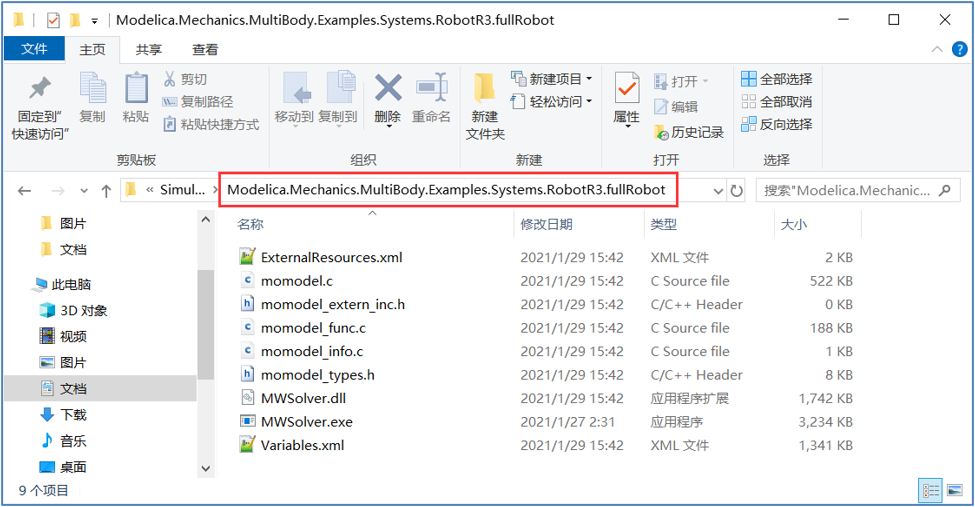 Modelica.Mechanics.MultiBody.Examples.Systems.RobotR3.fullRobot
文件 主页 共享 查看
固定到"快速访问"
复制
粘贴
剪切
复制路径
粘贴快捷方式
剪贴板
移动到 复制到
删除 重命名
组织
新建
文件夹
新建项目
轻松访问
新建
属性
打开
编辑
历史记录
打开
全部选择
全部取消
反向选择
选择
« Simul... › Modelica.Mechanics.MultiBody.Examples.Systems.RobotR3.fullRobot
搜索"Modelica.Mechanic...
图片
文档
此电脑
3D 对象
视频
图片
文档
下载
音乐
桌面
名称 修改日期 类型 大小
ExternalResources.xml 2021/1/29 15:42 XML 文件 2 KB
momodel.c 2021/1/29 15:42 C Source file 522 KB
momodel_extern_inc.h 2021/1/29 15:42 C/C++ Header 0 KB
momodel_func.c 2021/1/29 15:42 C Source file 188 KB
momodel_info.c 2021/1/29 15:42 C Source file 1 KB
momodel_types.h 2021/1/29 15:42 C/C++ Header 8 KB
MWSolver.dll 2021/1/29 15:42 应用程序扩展 1,742 KB
MWSolver.exe 2021/1/27 2:31 应用程序 3,234 KB
Variables.xml 2021/1/29 15:42 XML 文件 1,341 KB
9 个项目